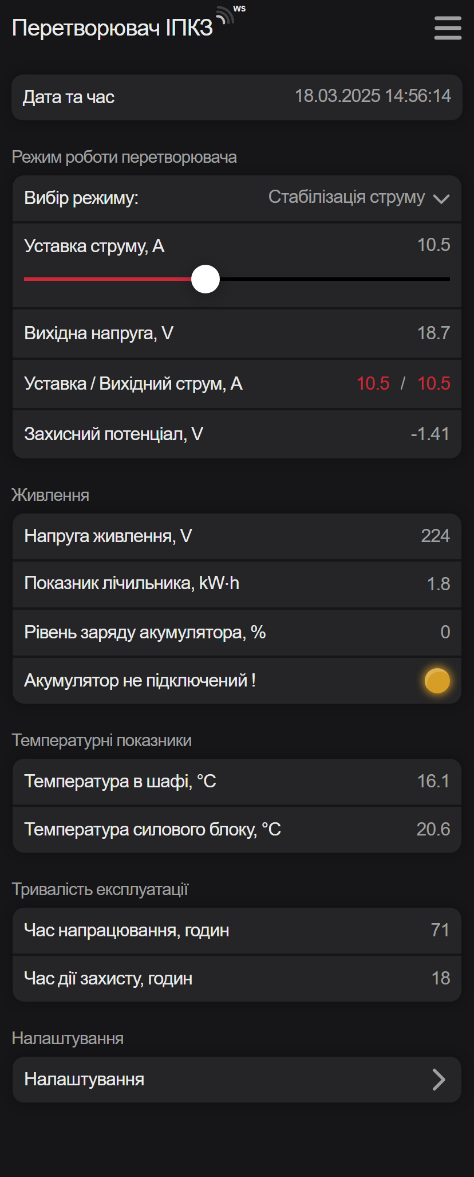 Перетворювач ІПКЗ ws
Дата та час 18.03.2025 14:56:14
Режим роботи перетворювача
Вибір режиму: Стабілізація струму
Уставка струму, А 10.5
Вихідна напруга, V 18.7
Уставка / Вихідний струм, А 10.5 / 10.5
Захисний потенціал, V -1.41
Живлення
Напруга живлення, V 224
Показник лічильника, kW·h 1.8
Рівень заряду акумулятора, % 0
Акумулятор не підключений !
Температурні показники
Температура в шафі, °C 16.1
Температура силового блоку, °C 20.6
Тривалість експлуатації
Час напрацювання, годин 71
Час дії захисту, годин 18
Налаштування
Налаштування